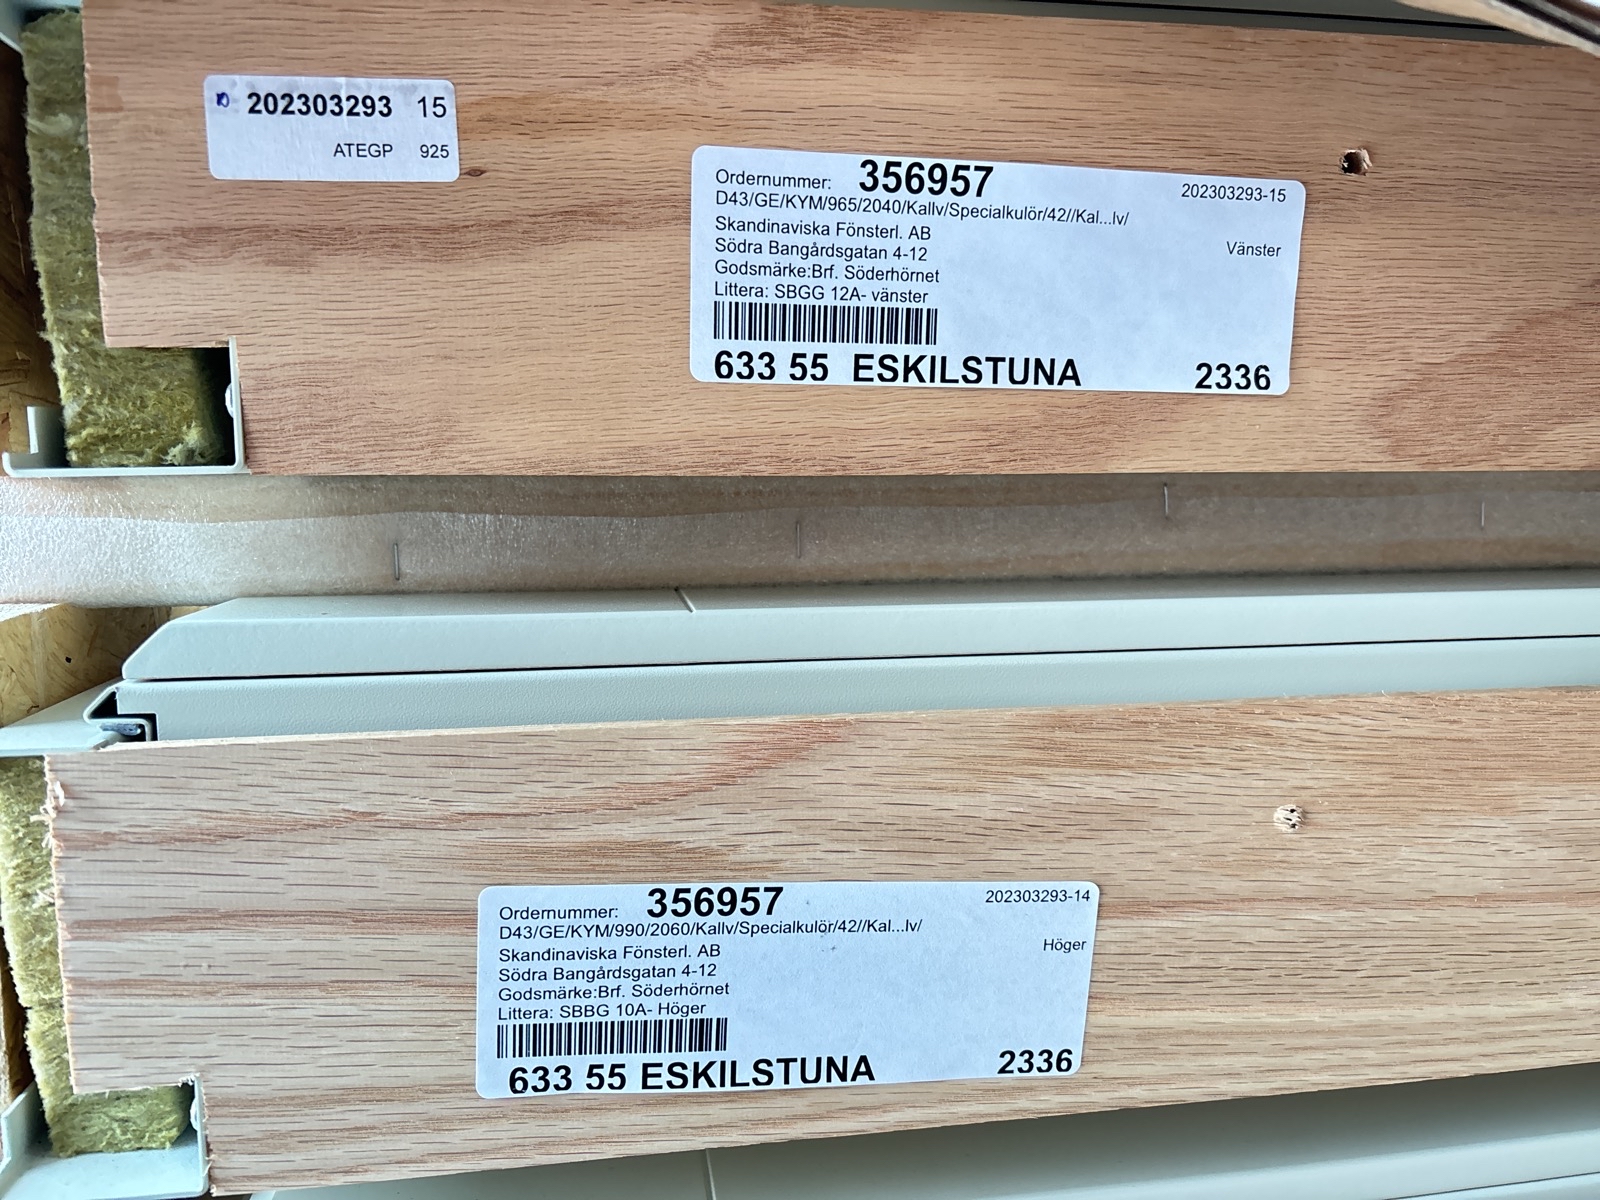 202303293 15
ATEGP 925
Ordernummer: 356957 202303293-15
D43/GE/KYM/965/2040/Kallv/Specialkulör/42//Kal...lv/
Skandinaviska Fönsterl. AB
Södra Bangårdsgatan 4-12 Vänster
Godsmärke:Brf. Söderhörnet
Littera: SBGG 12A- vänster
633 55 ESKILSTUNA 2336
Ordernummer: 356957 202303293-14
D43/GE/KYM/990/2060/Kallv/Specialkulör/42//Kal...lv/
Skandinaviska Fönsterl. AB Höger
Södra Bangårdsgatan 4-12
Godsmärke:Brf. Söderhörnet
Littera: SBBG 10A- Höger
633 55 ESKILSTUNA 2336